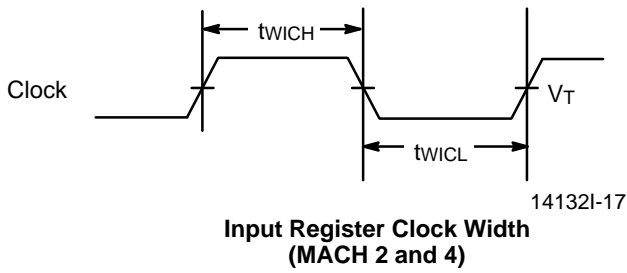 tWICH
Clock
VT
tWICL
14132I-17
Input Register Clock Width
(MACH 2 and 4)